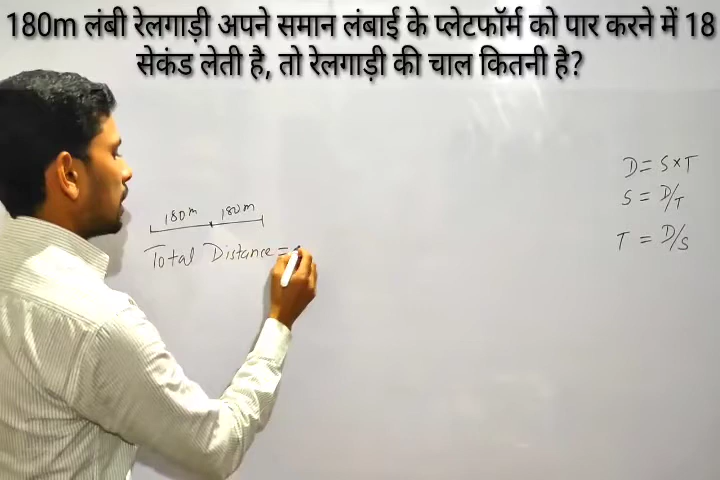 180m लंबी रेलगाड़ी अपने समान लंबाई के प्लेटफॉर्म को पार करने में 18
सेकंड लेती है, तो रेलगाड़ी की चाल कितनी है?
180m 180m
Total Distance =
D = S×T
S = D/T
T = D/S